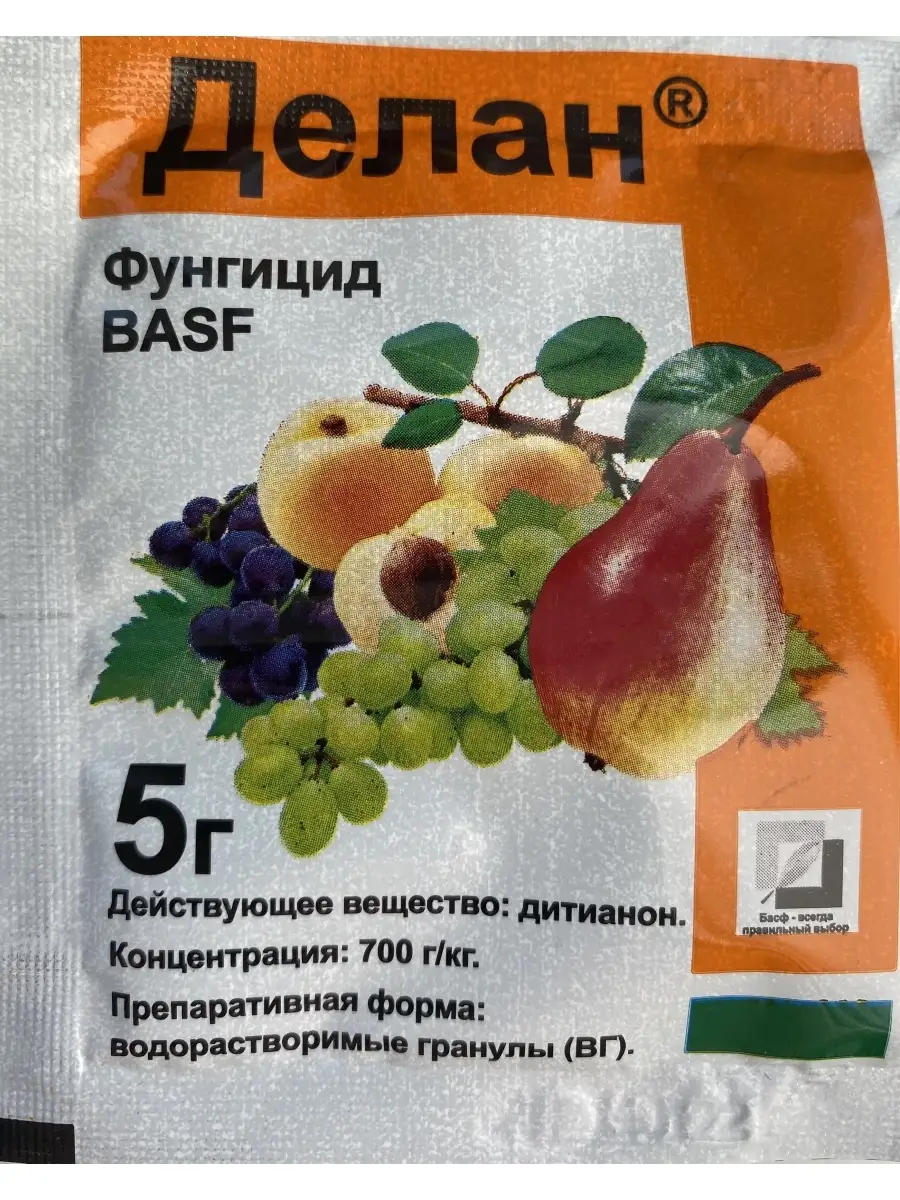 Делан®
Фунгицид
BASF
5г
Действующее вещество: дитианон.
Концентрация: 700 г/кг.
Препаративная форма:
водорастворимые гранулы (ВГ).
Басф - всегда
правильный выбор